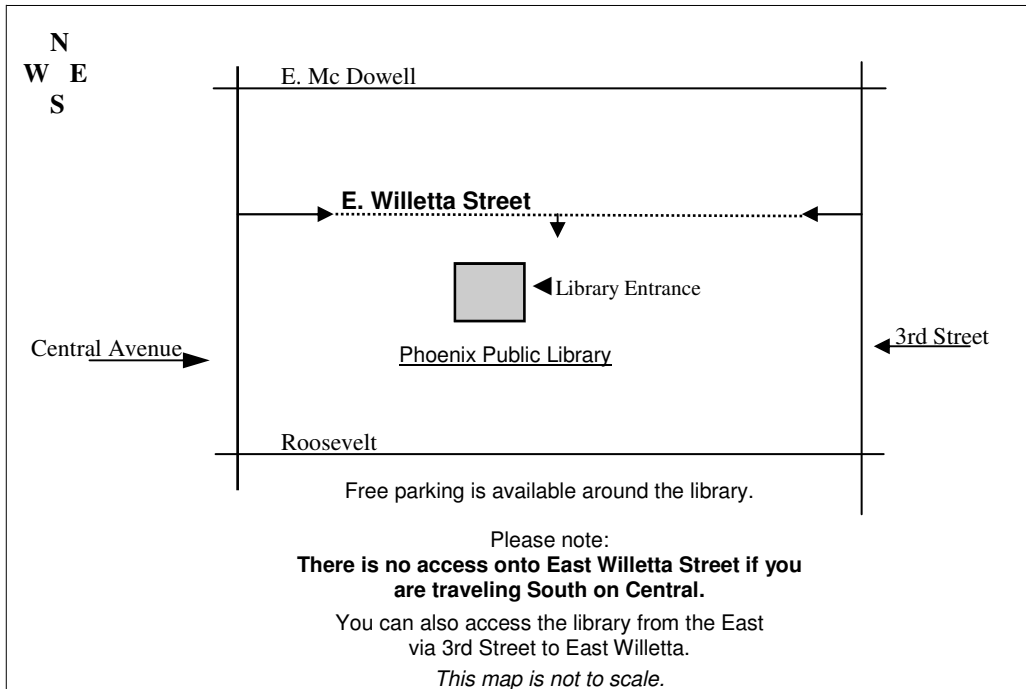 N
W E
S
E. Mc Dowell
E. Willetta Street
Library Entrance
Central Avenue
3rd Street
Phoenix Public Library
Roosevelt
Free parking is available around the library.
Please note:
There is no access onto East Willetta Street if you
are traveling South on Central.
You can also access the library from the East
via 3rd Street to East Willetta.
This map is not to scale.